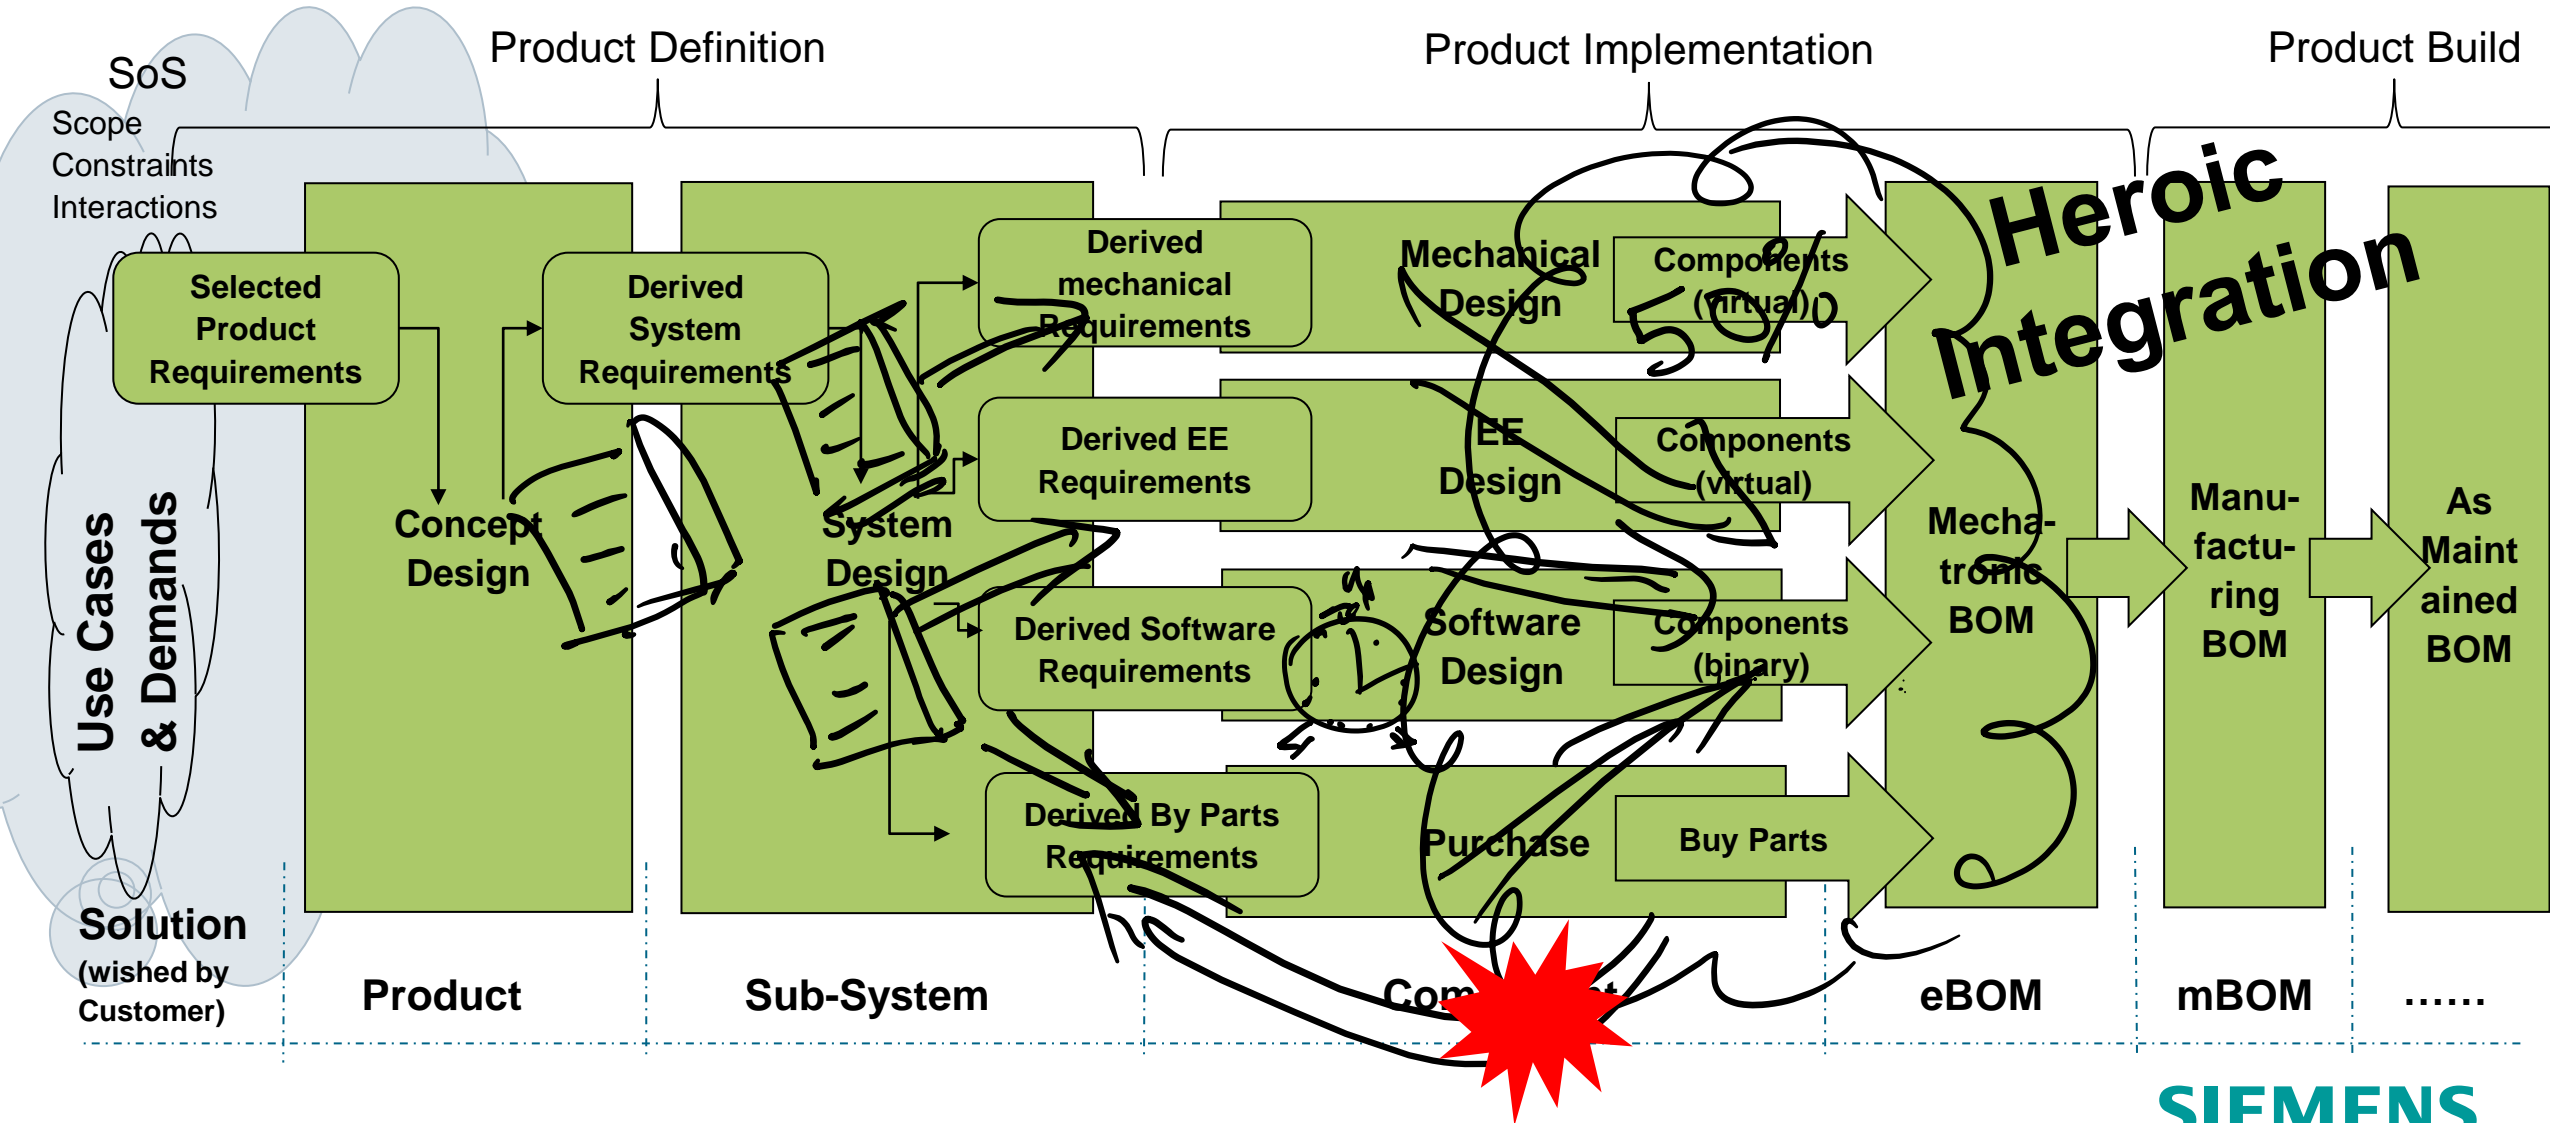 Product Definition
Product Implementation
Product Build
SoS
Scope
Constraints
Interactions
Heroic
Integration
Selected
Product
Requirements
Derived
System
Requirements
Derived
mechanical
Requirements
Mechanical
Design
Components
(virtual)
50%
Derived EE
Requirements
EE
Design
Components
(virtual)
Concept
Design
System
Design
Derived Software
Requirements
Software
Design
Components
(binary)
Derived By Parts
Requirements
Purchase
Buy Parts
Mecha-
tronic
BOM
Manu-
factu-
ring
BOM
As
Maint
ained
BOM
Use Cases
& Demands
Solution
(wished by
Customer)
Product
Sub-System
eBOM
mBOM
......
SIEMENS